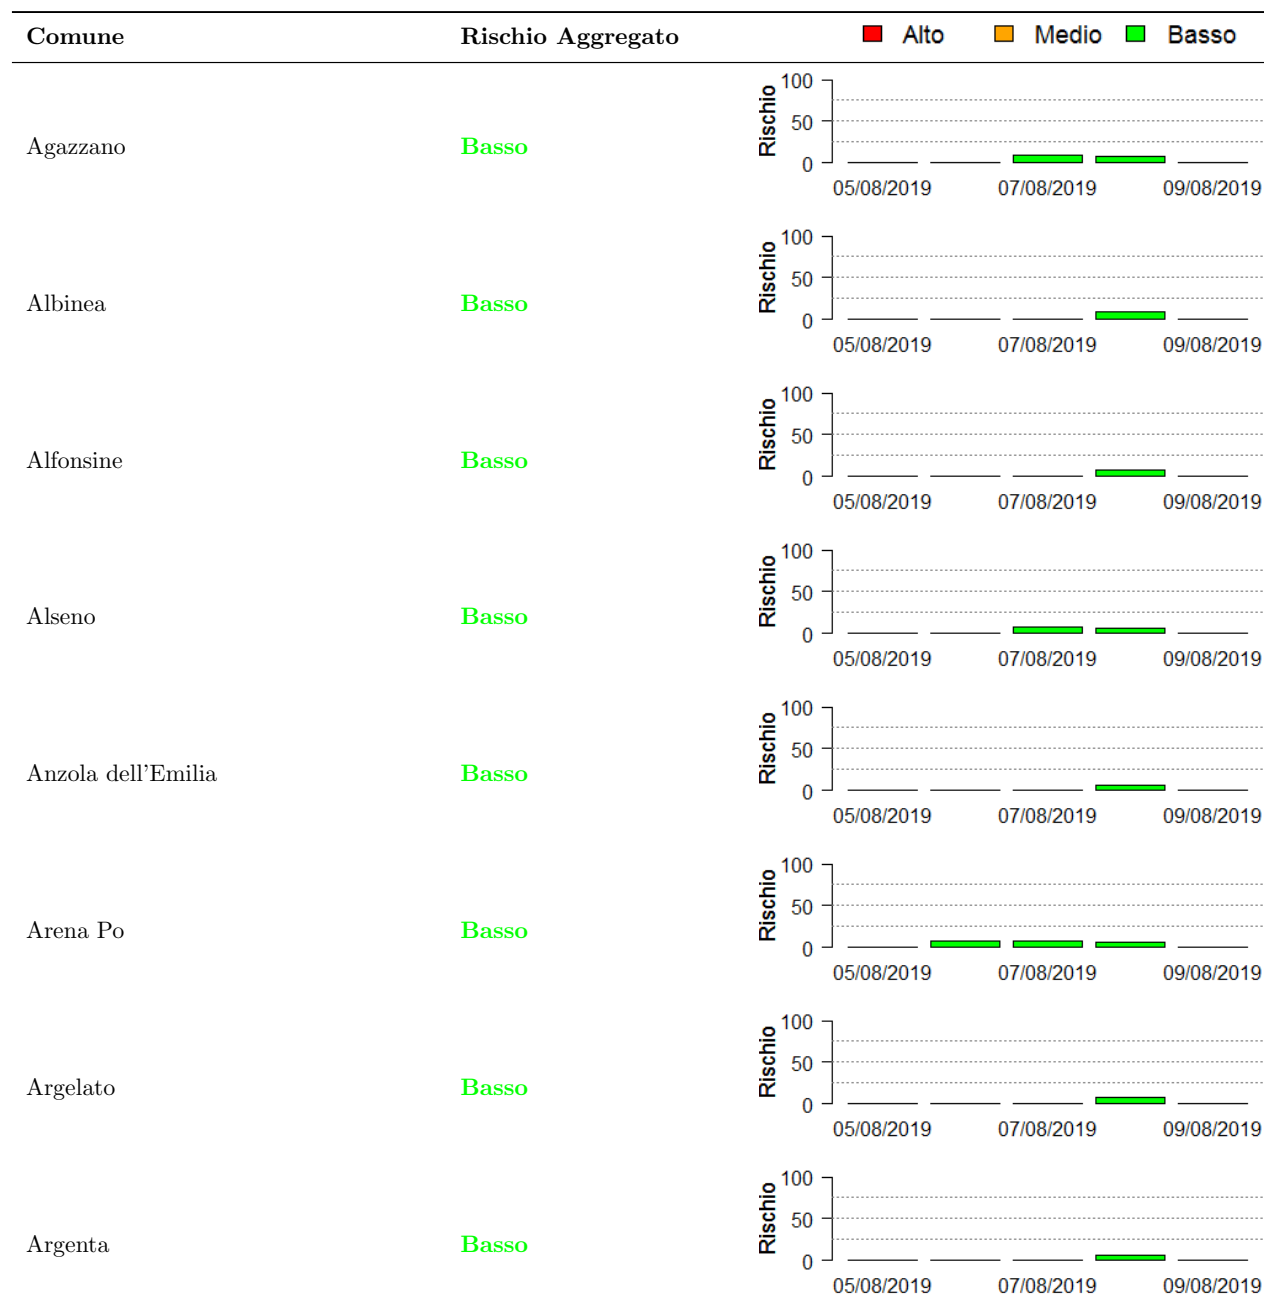 Comune Rischio Aggregato Alto Medio Basso
100
Rischio
50
Agazzano Basso
0
05/08/2019 07/08/2019 09/08/2019
100
Rischio
50
Albinea Basso
0
05/08/2019 07/08/2019 09/08/2019
100
Rischio
50
Alfonsine Basso
0
05/08/2019 07/08/2019 09/08/2019
100
Rischio
50
Alseno Basso
0
05/08/2019 07/08/2019 09/08/2019
100
Rischio
50
Anzola dell'Emilia Basso
0
05/08/2019 07/08/2019 09/08/2019
100
Rischio
50
Arena Po Basso
0
05/08/2019 07/08/2019 09/08/2019
100
Rischio
50
Argelato Basso
0
05/08/2019 07/08/2019 09/08/2019
100
Rischio
50
Argenta Basso
0
05/08/2019 07/08/2019 09/08/2019